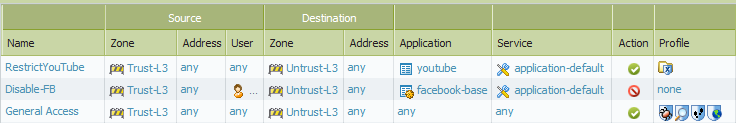 Source Destination
Name Zone Address User Zone Address Application Service Action Profile
RestrictYouTube Trust-L3 any any Untrust-L3 any youtube application-default
Disable-FB Trust-L3 any ... Untrust-L3 any facebook-base application-default none
General Access Trust-L3 any any Untrust-L3 any any any